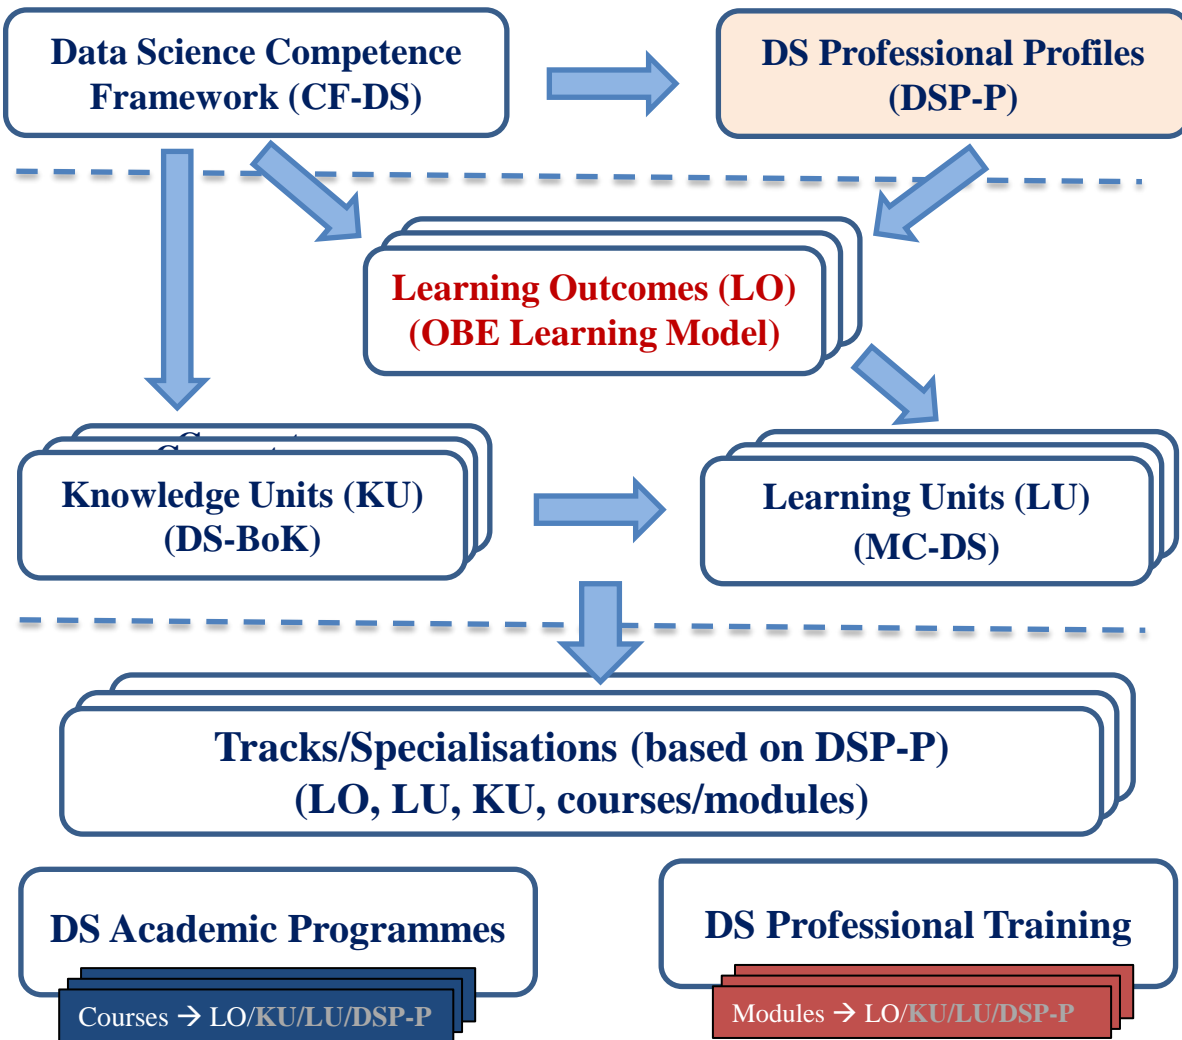 Data Science Competence
Framework (CF-DS)
DS Professional Profiles
(DSP-P)
Learning Outcomes (LO)
(OBE Learning Model)
Knowledge Units (KU)
(DS-BoK)
Learning Units (LU)
(MC-DS)
Tracks/Specialisations (based on DSP-P)
(LO, LU, KU, courses/modules)
DS Academic Programmes
Courses → LO/KU/LU/DSP-P
DS Professional Training
Modules → LO/KU/LU/DSP-P